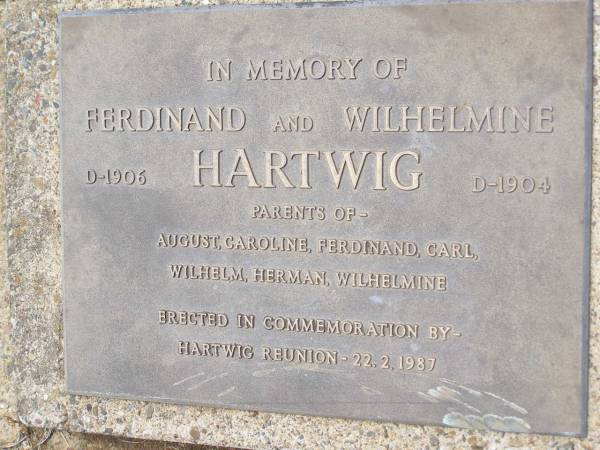 IN MEMORY OF
FERDINAND AND WILHELMINE
D-1906 HARTWIG D-1904
PARENTS OF-
AUGUST, CAROLINE, FERDINAND, CARL,
WILHELM, HERMAN, WILHELMINE
ERECTED IN COMMEMORATION BY-
HARTWIG REUNION-22.2.1987